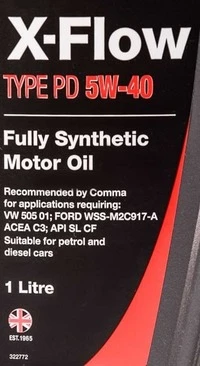 X-Flow
TYPE PD 5W-40
Fully Synthetic
Motor Oil
Recommended by Comma
for applications requiring:
VW 505 01; FORD WSS-M2C917-A
ACEA C3; API SL CF
Suitable for petrol and
diesel cars
1 Litre
EST.1965
322772